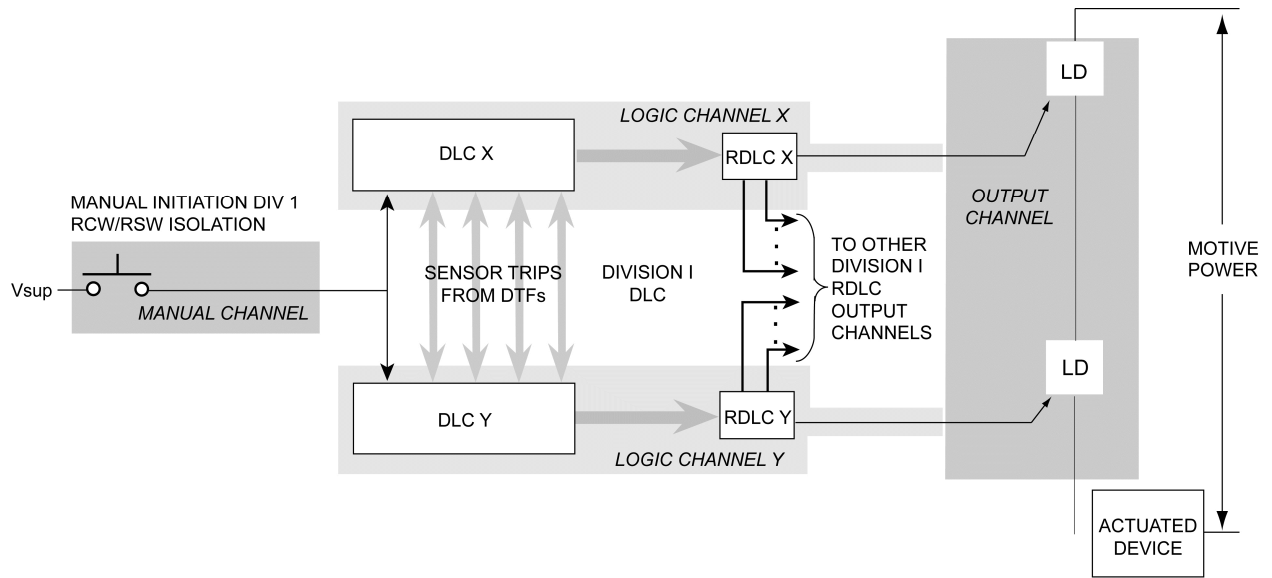 LD
LOGIC CHANNEL X
DLC X
RDLC X
OUTPUT
CHANNEL
MANUAL INITIATION DIV 1
RCW/RSW ISOLATION
Vsup
MANUAL CHANNEL
SENSOR TRIPS
FROM DTFs
DIVISION I
DLC
TO OTHER
DIVISION I
RDLC
OUTPUT
CHANNELS
MOTIVE
POWER
LD
DLC Y
RDLC Y
LOGIC CHANNEL Y
ACTUATED
DEVICE